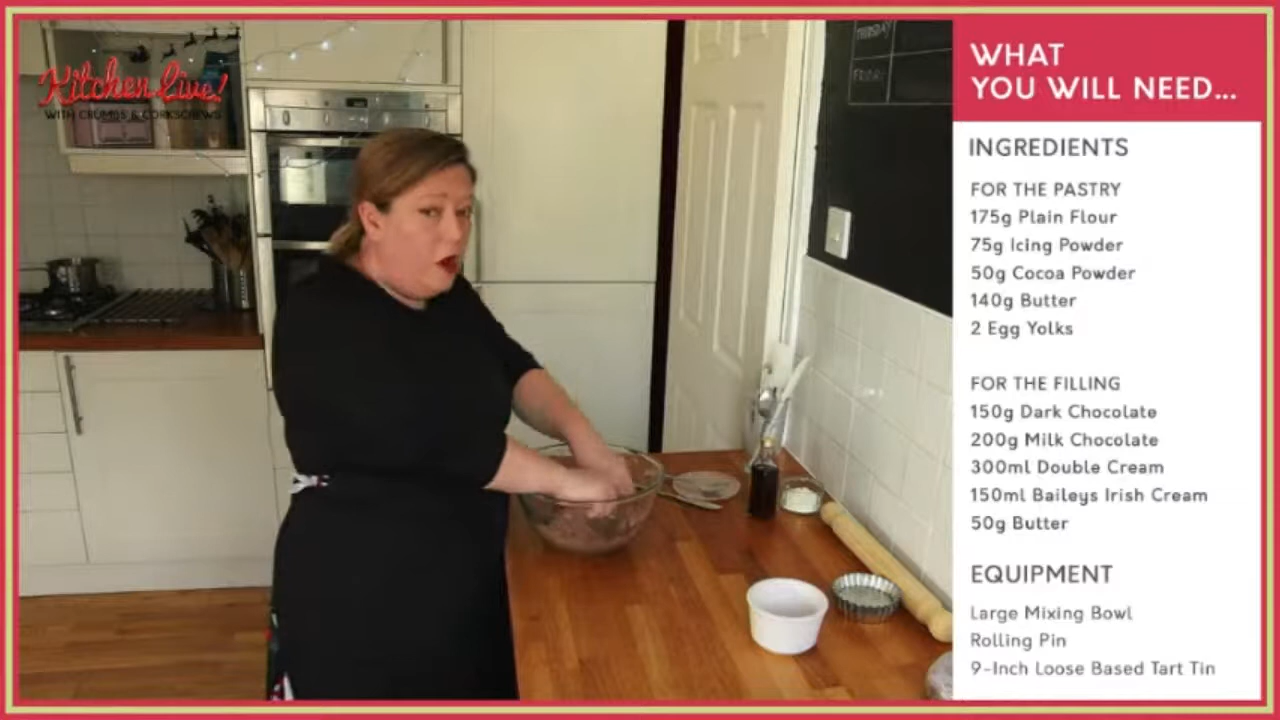 Kitchen Live!
WITH CRUMBS & CORKSCREWS
THURSDAY
FRIDAY
WHAT
YOU WILL NEED...
INGREDIENTS
FOR THE PASTRY
175g Plain Flour
75g Icing Powder
50g Cocoa Powder
140g Butter
2 Egg Yolks
FOR THE FILLING
150g Dark Chocolate
200g Milk Chocolate
300ml Double Cream
150ml Baileys Irish Cream
50g Butter
EQUIPMENT
Large Mixing Bowl
Rolling Pin
9-Inch Loose Based Tart Tin